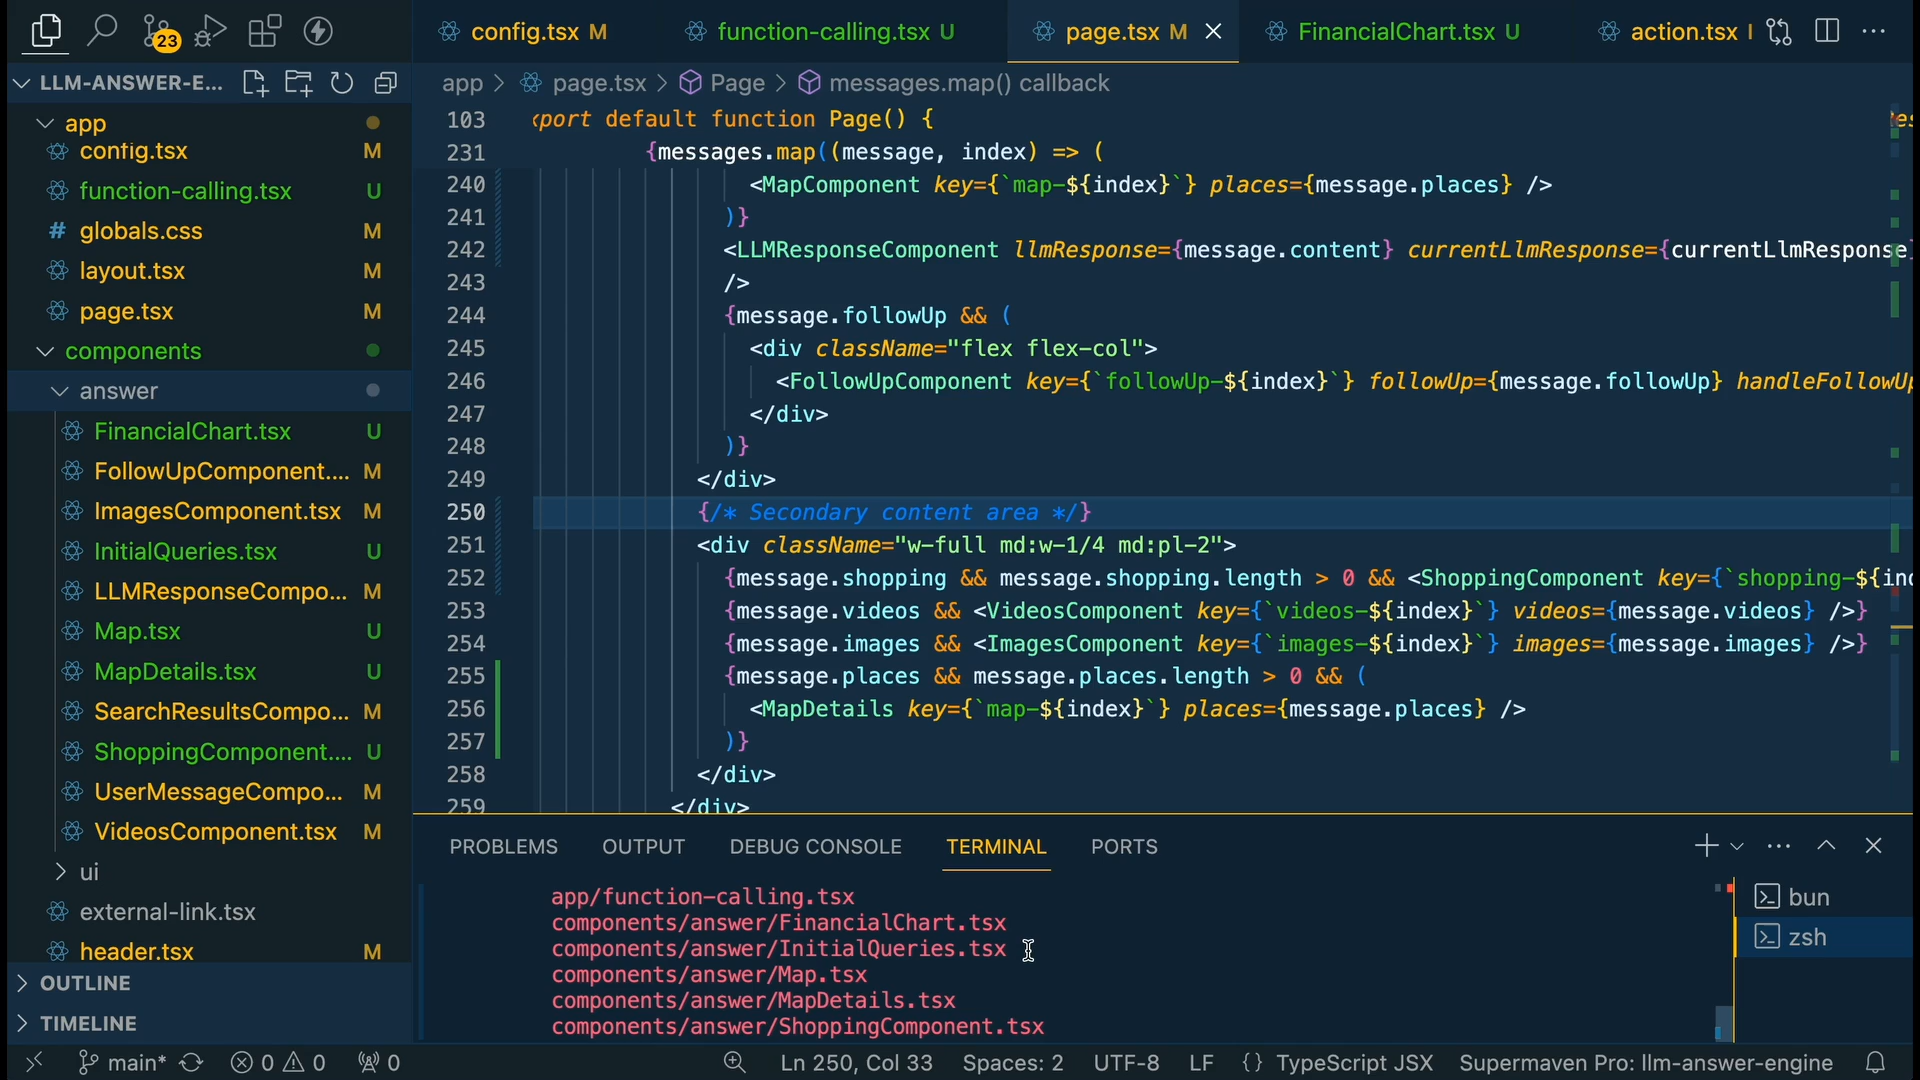 23
config.tsx M
function-calling.tsx U
page.tsx M
FinancialChart.tsx U
action.tsx
LLM-ANSWER-E...
app > page.tsx > Page > messages.map() callback
app
config.tsx M
function-calling.tsx U
# globals.css M
layout.tsx M
page.tsx M
components
answer
FinancialChart.tsx U
FollowUpComponent.... M
ImagesComponent.tsx M
InitialQueries.tsx U
LLMResponseCompo... M
Map.tsx U
MapDetails.tsx U
SearchResultsCompo... M
ShoppingComponent.... U
UserMessageCompo... M
VideosComponent.tsx M
ui
external-link.tsx
header.tsx M
OUTLINE
TIMELINE
103 xport default function Page() {
231 {messages.map((message, index) => (
240 <MapComponent key={`map-${index}`} places={message.places} />
241 )}
242 <LLMResponseComponent llmResponse={message.content} currentLlmResponse={currentLlmResponse
243 />
244 {message.followUp && (
245 <div className="flex flex-col">
246 <FollowUpComponent key={`followUp-${index}`} followUp={message.followUp} handleFollowUp
247 </div>
248 )}
249 </div>
250 {/* Secondary content area */}
251 <div className="w-full md:w-1/4 md:pl-2">
252 {message.shopping && message.shopping.length > 0 && <ShoppingComponent key={`shopping-${ind
253 {message.videos && <VideosComponent key={`videos-${index}`} videos={message.videos} />}
254 {message.images && <ImagesComponent key={`images-${index}`} images={message.images} />}
255 {message.places && message.places.length > 0 && (
256 <MapDetails key={`map-${index}`} places={message.places} />
257 )}
258 </div>
259 </div>
PROBLEMS OUTPUT DEBUG CONSOLE TERMINAL PORTS
app/function-calling.tsx
components/answer/FinancialChart.tsx
components/answer/InitialQueries.tsx
components/answer/Map.tsx
components/answer/MapDetails.tsx
components/answer/ShoppingComponent.tsx
bun
zsh
main* 0 0 0 Ln 250, Col 33 Spaces: 2 UTF-8 LF {} TypeScript JSX Supermaven Pro: llm-answer-engine